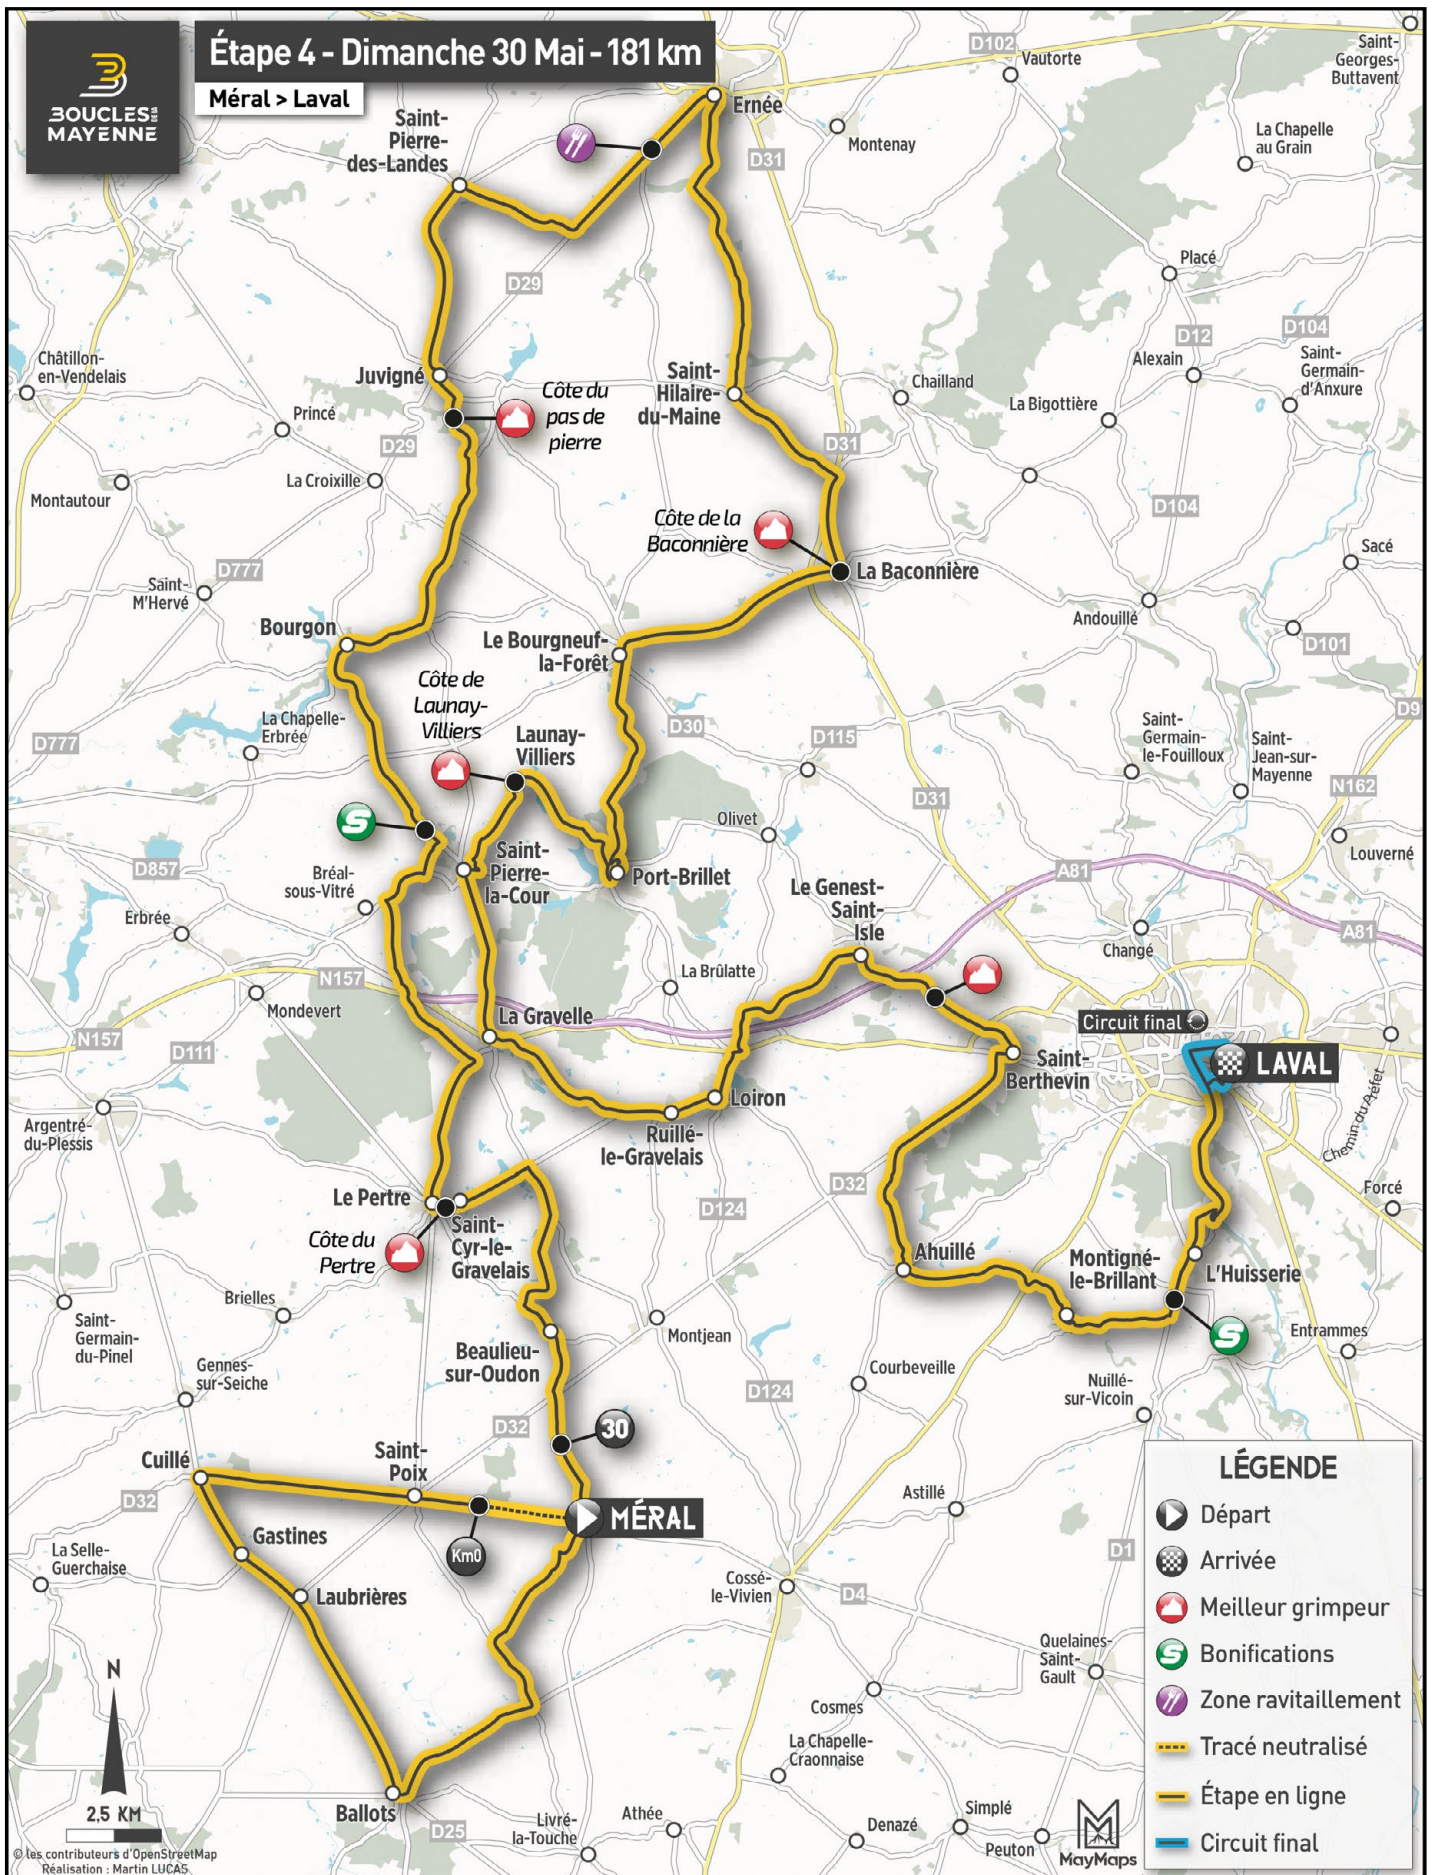 BOUCLES DE LA
MAYENNE
Étape 4 - Dimanche 30 Mai - 181 km
Méral > Laval
D102
Vautorte
Saint-
Georges-
Buttavent
Ernée
Saint-
Pierre-
des-Landes
Montenay
La Chapelle
au Grain
D31
Placé
D29
D12
D104
Alexain
Saint-
Germain-
d'Anxure
Châtillon-
en-Vendelais
Juvigné
Saint-
Hilaire-
du-Maine
Chailland
La Bigottière
Princé
Côte du
pas de
pierre
D29
D31
La Croixille
Montautour
D104
Côte de la
Baconnière
Sacé
La Baconnière
D777
Saint-
M'Hervé
Andouillé
Bourgon
Le Bourgneuf-
la-Forêt
D101
Côte de
Launay-
Villiers
La Chapelle-
Erbrée
Launay-
Villiers
D30
D115
D777
D9
Saint-
Germain-
le-Fouilloux
Saint-
Jean-sur-
Mayenne
D31
N162
Olivet
Louverné
D857
Bréal-
sous-Vitré
Saint-
Pierre-
la-Cour
Port-Brillet
A81
Le Genest-
Saint-
Isle
Erbrée
Changé
A81
N157
La Brûlatte
Mondevert
La Gravelle
Circuit final
N157
D111
Saint-
Berthevin
LAVAL
Argentré-
du-Plessis
Loiron
Ruillé-
le-Gravelais
Chemin du Préfet
Le Pertre
D32
Forcé
D124
Saint-
Cyr-le-
Gravelais
Côte du
Pertre
Ahuillé
Montigné-
le-Brillant
L'Huisserie
Brielles
Saint-
Germain-
du-Pinel
Montjean
Entrammes
Beaulieu-
sur-Oudon
Gennes-
sur-Seiche
Courbeveille
D124
Nuillé-
sur-Vicoin
D32
30
Cuillé
Saint-
Poix
D32
Astillé
MÉRAL
Km0
Gastines
La Selle-
Guerchaise
D1
Laubrières
Cossé-
le-Vivien
D4
Quelaines-
Saint-
Gault
Cosmes
La Chapelle-
Craonnaise
Ballots
D25
Livré-
la-Touche
Athée
Denazé
Simplé
Peuton
LÉGENDE
Départ
Arrivée
Meilleur grimpeur
Bonifications
Zone ravitaillement
Tracé neutralisé
Étape en ligne
Circuit final
N
2,5 KM
© les contributeurs d'OpenStreetMap
Réalisation : Martin LUCAS
MayMaps